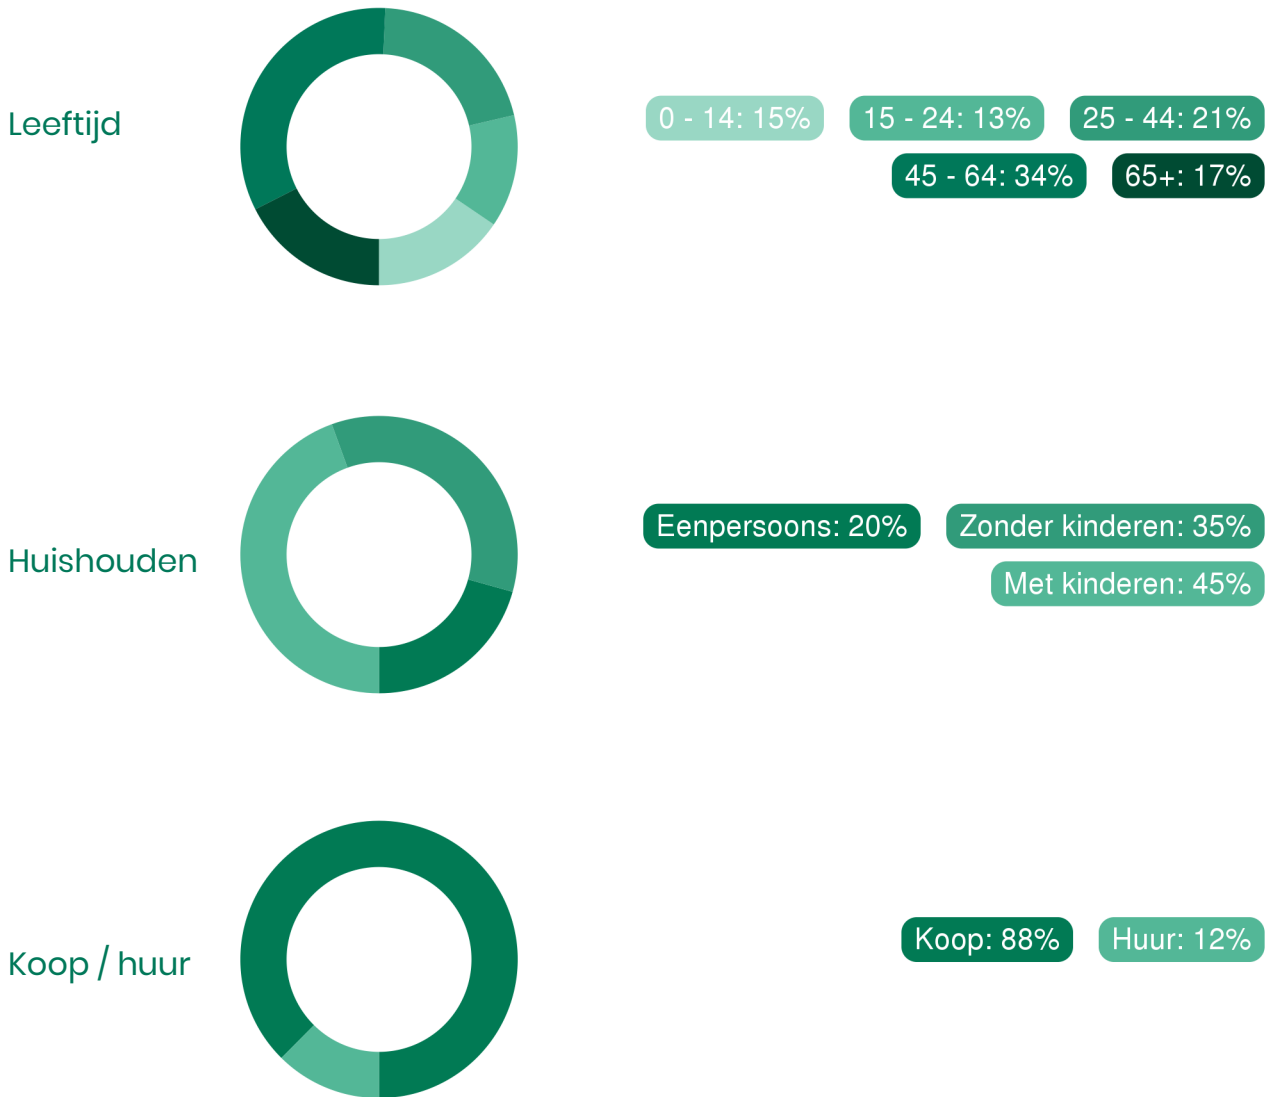 Leeftijd
0 - 14: 15% 15 - 24: 13% 25 - 44: 21%
45 - 64: 34% 65+: 17%
Huishouden
Eenpersoons: 20% Zonder kinderen: 35%
Met kinderen: 45%
Koop / huur
Koop: 88% Huur: 12%